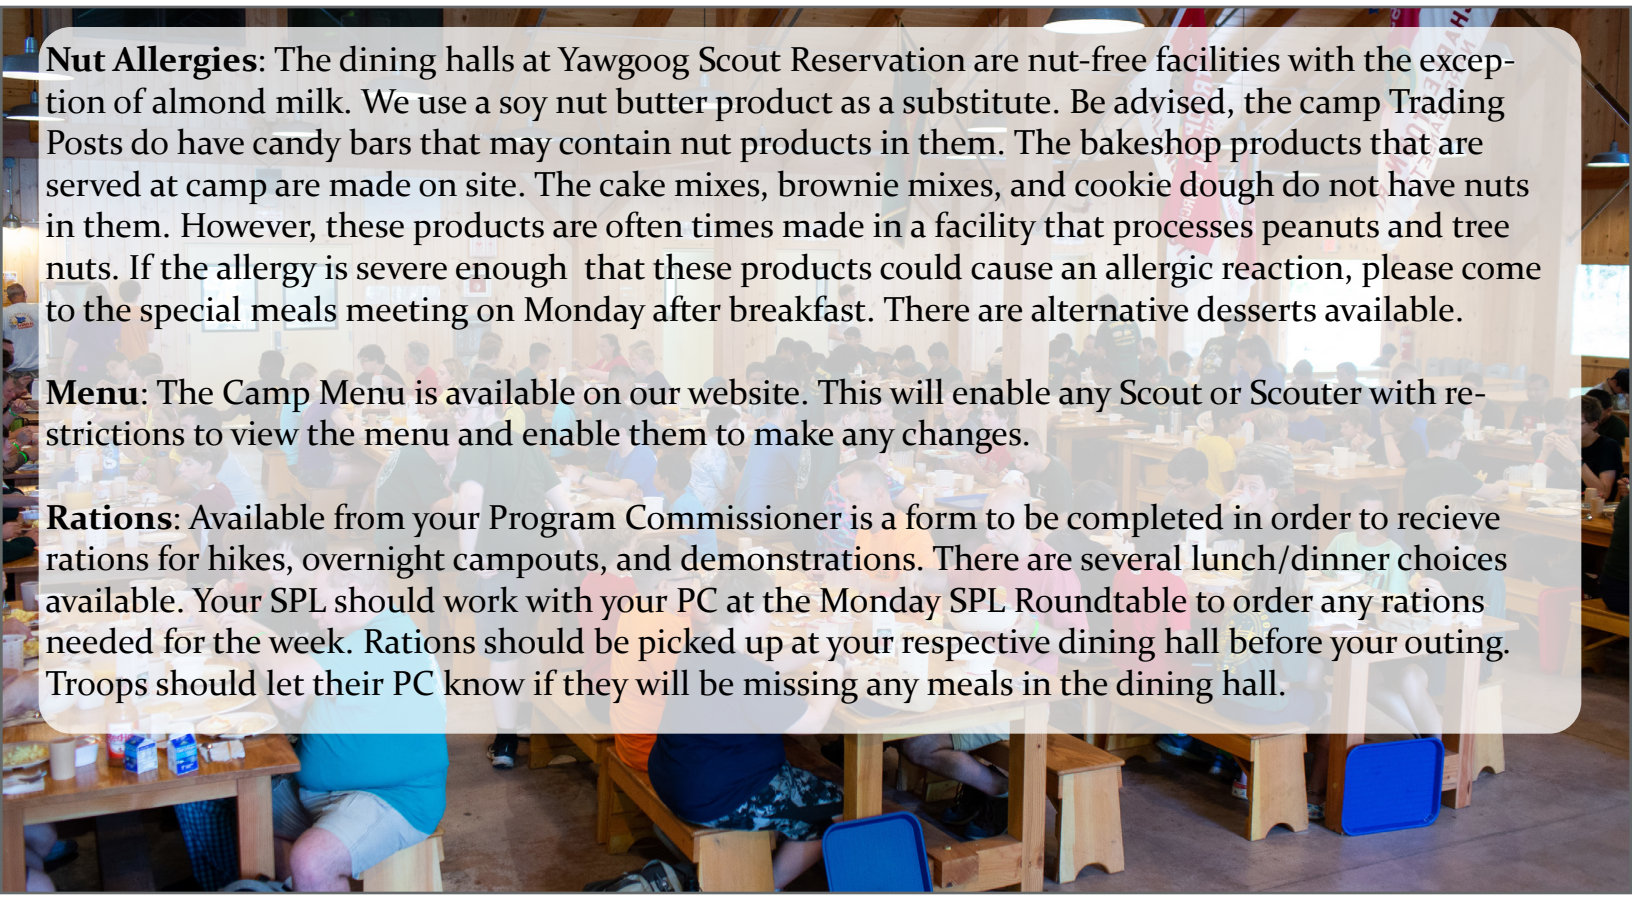 Nut Allergies: The dining halls at Yawgoog Scout Reservation are nut-free facilities with the excep-
tion of almond milk. We use a soy nut butter product as a substitute. Be advised, the camp Trading
Posts do have candy bars that may contain nut products in them. The bakeshop products that are
served at camp are made on site. The cake mixes, brownie mixes, and cookie dough do not have nuts
in them. However, these products are often times made in a facility that processes peanuts and tree
nuts. If the allergy is severe enough  that these products could cause an allergic reaction, please come
to the special meals meeting on Monday after breakfast. There are alternative desserts available.
Menu: The Camp Menu is available on our website. This will enable any Scout or Scouter with re-
strictions to view the menu and enable them to make any changes.
Rations: Available from your Program Commissioner is a form to be completed in order to recieve
rations for hikes, overnight campouts, and demonstrations. There are several lunch/dinner choices
available. Your SPL should work with your PC at the Monday SPL Roundtable to order any rations
needed for the week. Rations should be picked up at your respective dining hall before your outing.
Troops should let their PC know if they will be missing any meals in the dining hall.